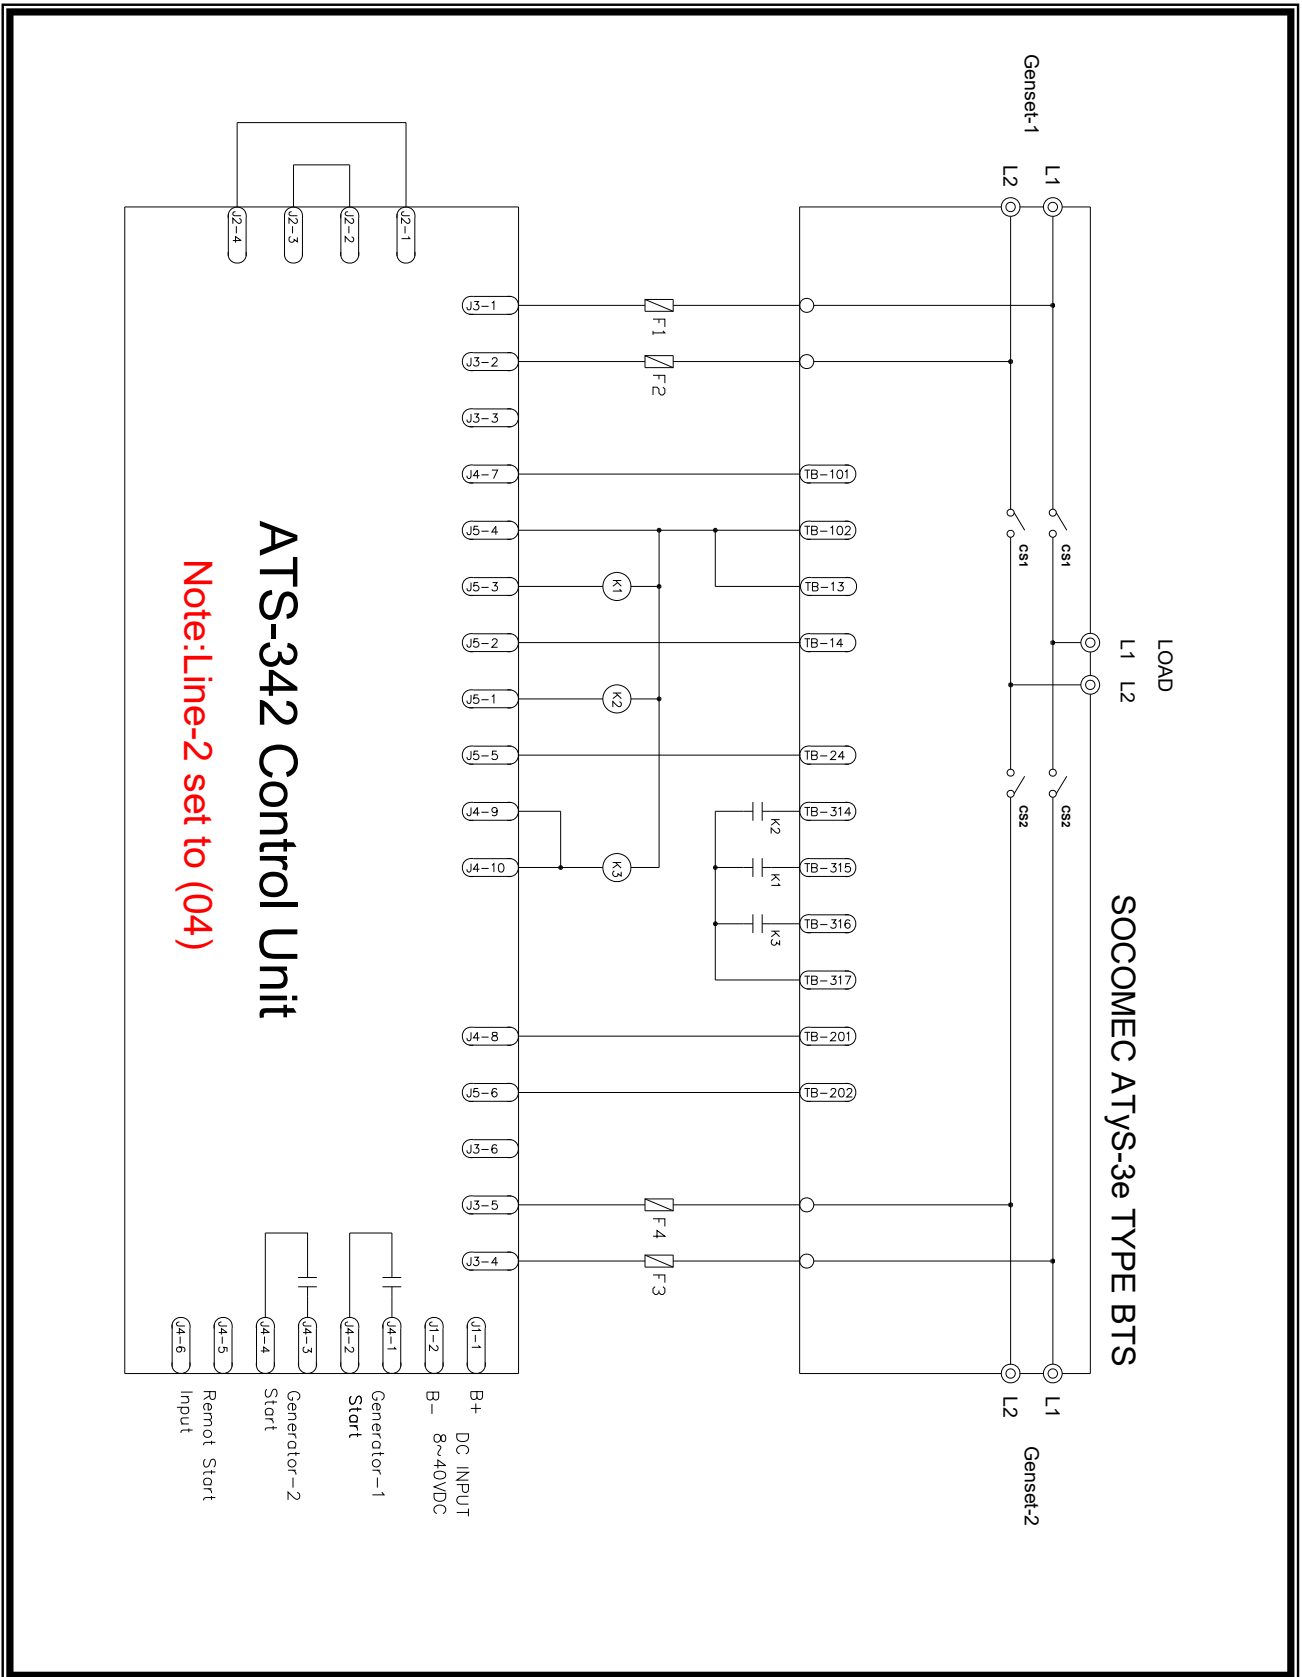 Genset-1
L1
L2
LOAD
L1 L2
SOCOMEC ATyS-3e TYPE BTS
L1
L2
Genset-2
CS1
CS1
CS2
CS2
TB-101
TB-102
TB-13
TB-14
TB-24
TB-314
TB-315
TB-316
TB-317
TB-201
TB-202
K2
K1
K3
F1
F2
F4
F3
K1
K2
K3
J3-1
J3-2
J3-3
J4-7
J5-4
J5-3
J5-2
J5-1
J5-5
J4-9
J4-10
J4-8
J5-6
J3-6
J3-5
J3-4
J2-1
J2-2
J2-3
J2-4
ATS-342 Control Unit
Note:Line-2 set to (04)
J1-1
J1-2
J4-1
J4-2
J4-3
J4-4
J4-5
J4-6
B+ DC INPUT
B- 8~40VDC
Generator-1
Start
Generator-2
Start
Remot Start
Input